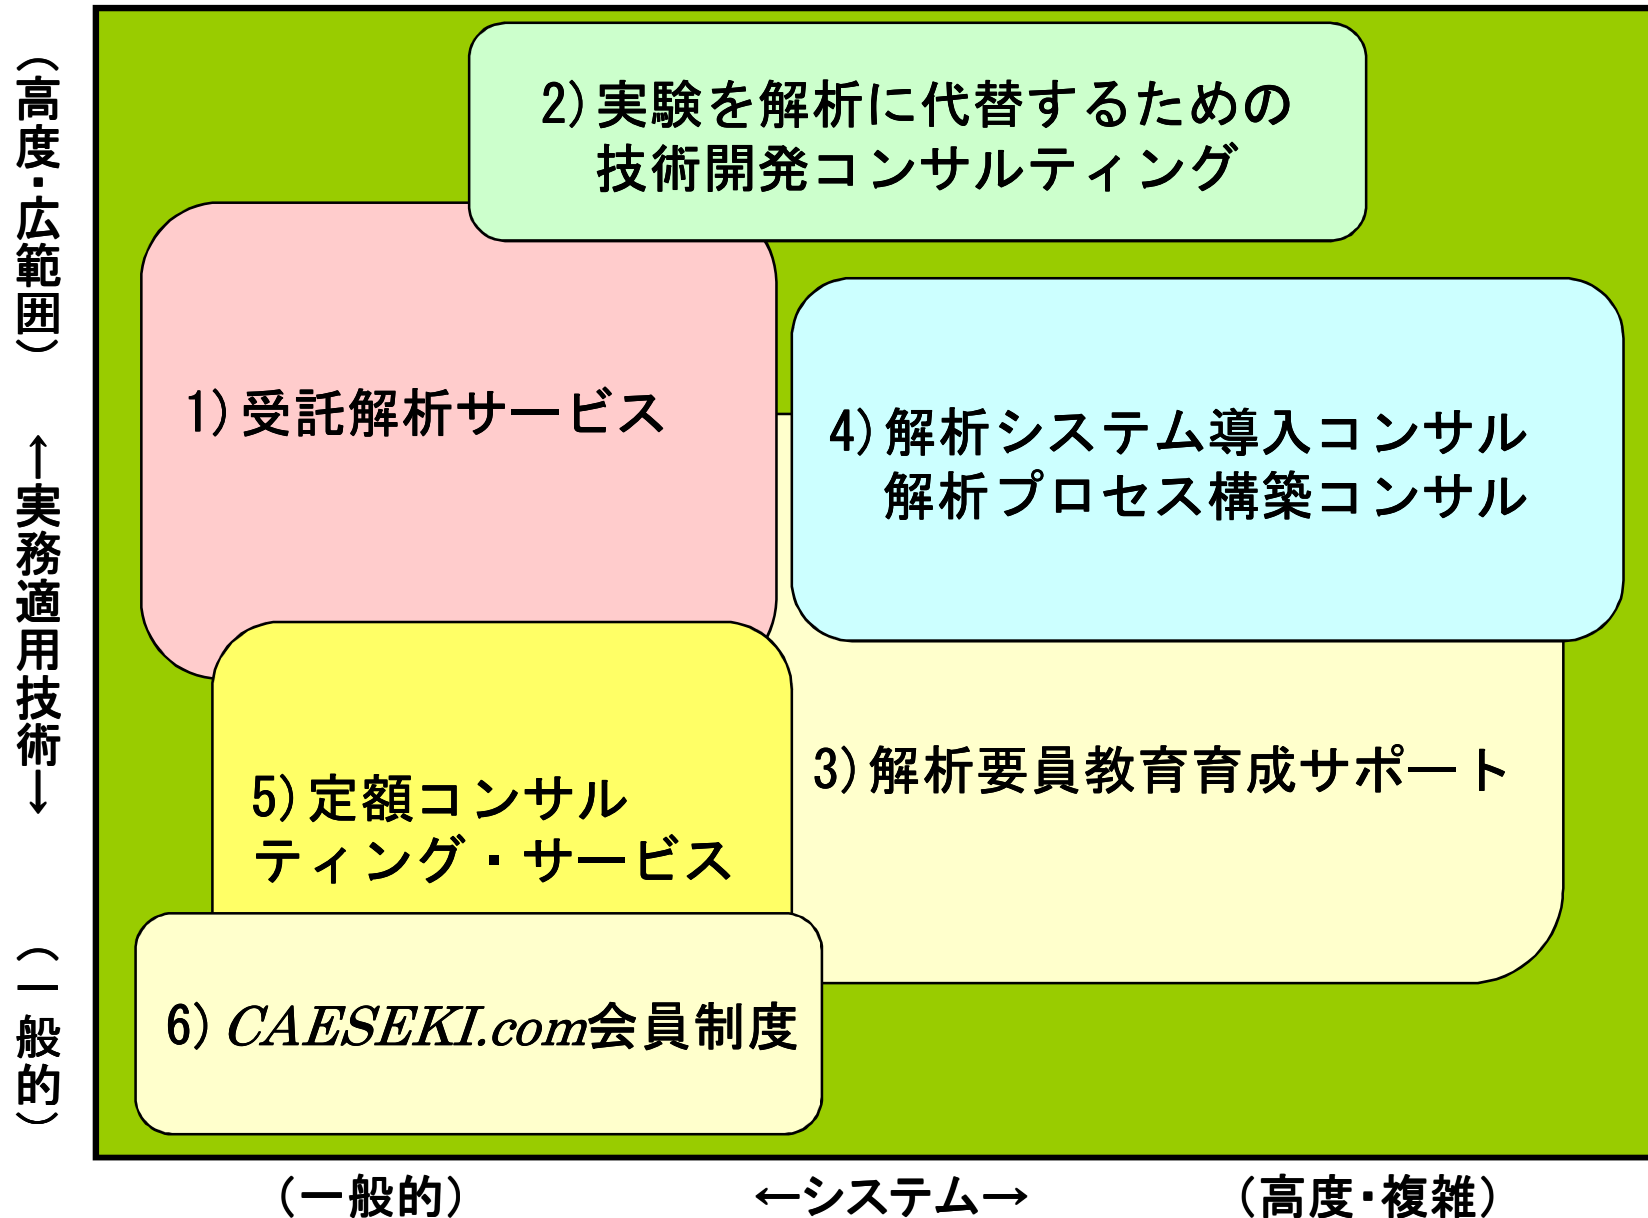 （高度・広範囲）
←実務適用技術→
（一般的）
2)実験を解析に代替するための
技術開発コンサルティング
1)受託解析サービス
4)解析システム導入コンサル
解析プロセス構築コンサル
3)解析要員教育育成サポート
5)定額コンサル
ティング・サービス
6)CAESEKI.com会員制度
（一般的）
←システム→
（高度・複雑）